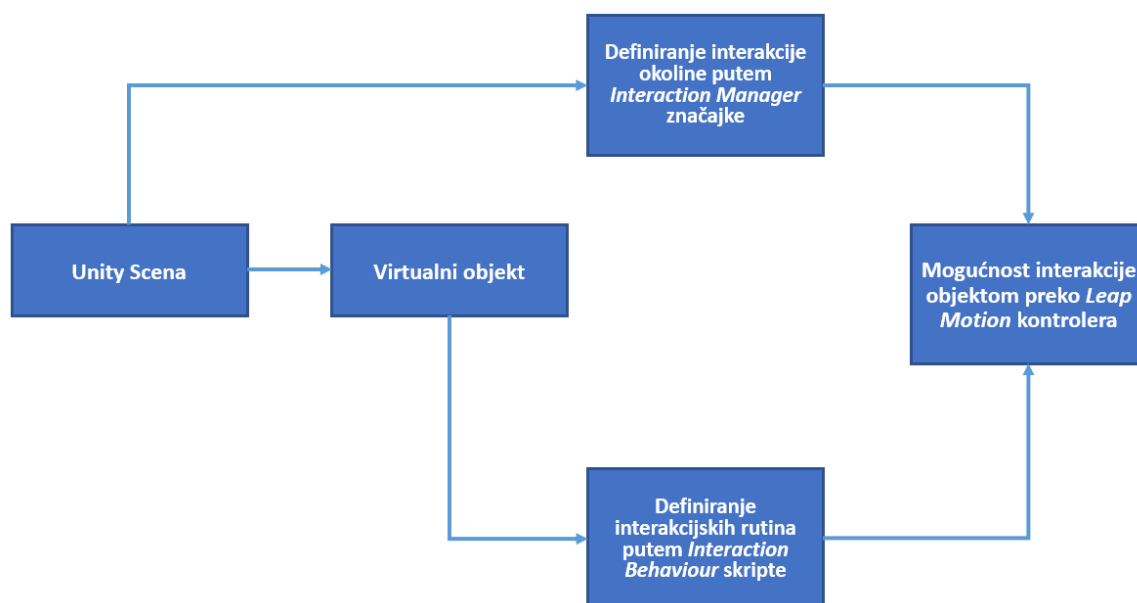 Definiranje interakcije
okoline putem
Interaction Manager
značajke
Unity Scena
Virtualni objekt
Mogućnost interakcije
objektom preko Leap
Motion kontrolera
Definiranje
interakcijskih rutina
putem Interaction
Behaviour skripte